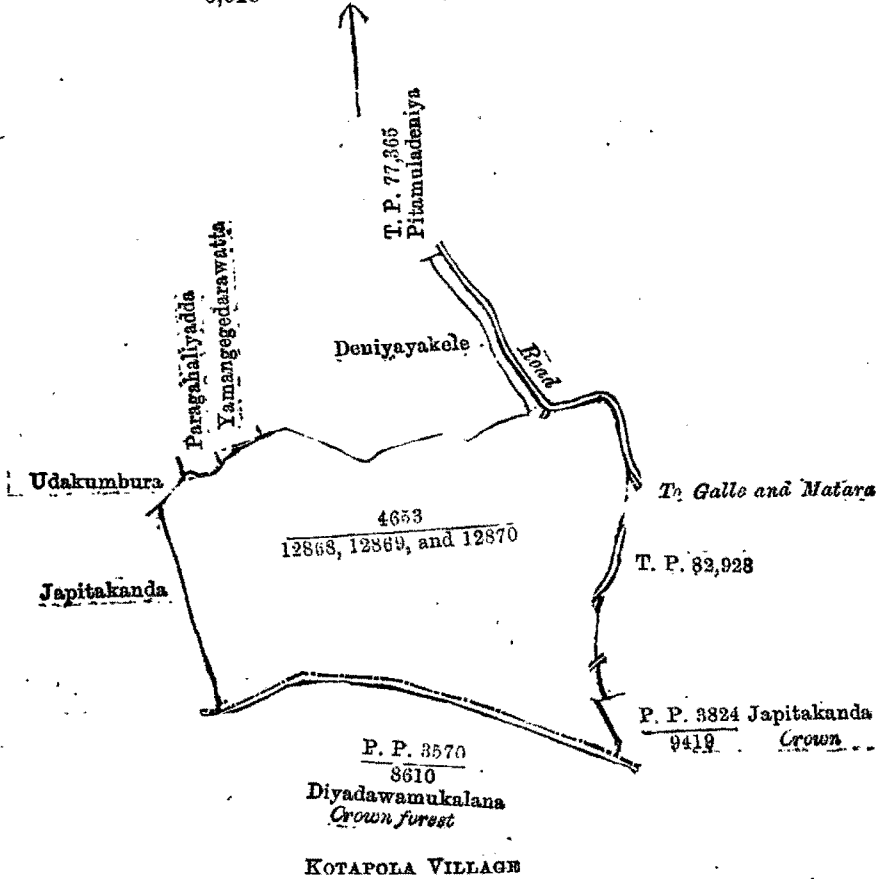 T. P. 77,365
Pitamuladeniya
Paragahaliyadda
Yamangegedarawatta
Deniyayakele
Road
Udakumbura
To Galle and Matara
4653
12868, 12869, and 12870
T. P. 82,928
Japitakanda
P. P. 3824 Japitakanda
9419 Crown
P. P. 3570
8610
Diyadawamukalana
Crown forest
KOTAPOLA VILLAGE